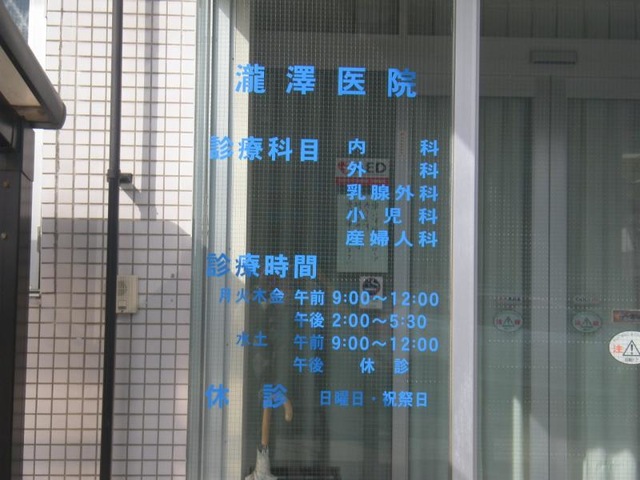 瀧澤医院
診療科目 内科
外科
乳腺外科
小児科
産婦人科
診療時間
月火木金 午前 9:00〜12:00
午後 2:00〜5:30
水土 午前 9:00〜12:00
午後 休診
休診 日曜日・祝祭日
AED
注